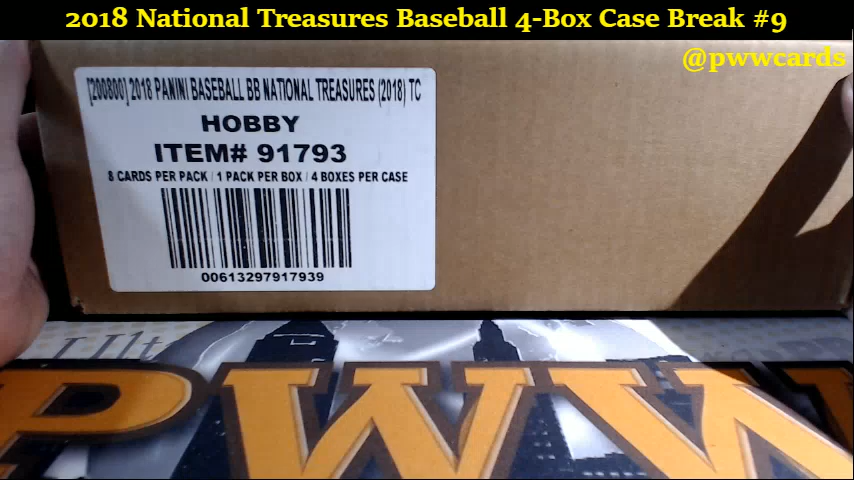 2018 National Treasures Baseball 4-Box Case Break #9
@pwwcards
[200800] 2018 PANINI BASEBALL BB NATIONAL TREASURES (2018) TC
HOBBY
ITEM# 91793
8 CARDS PER PACK / 1 PACK PER BOX / 4 BOXES PER CASE
00613297917939
PWW